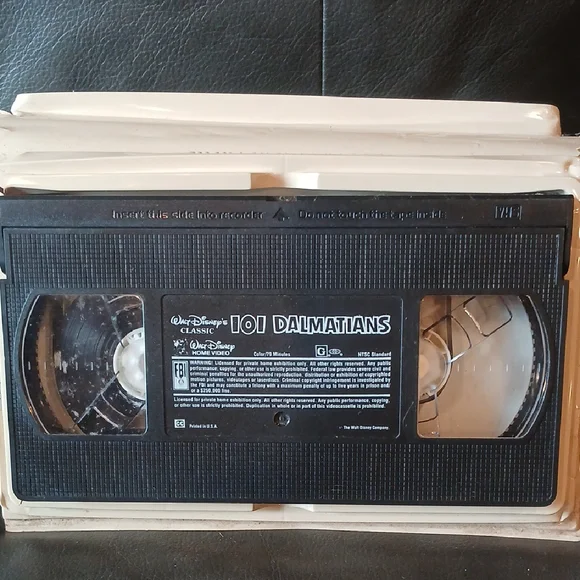 Insert this side into recorder Do not touch the tape inside VHS
Walt Disney's
CLASSIC
101 DALMATIANS
Walt Disney
HOME VIDEO
Color/79 Minutes G NTSC Standard
FBI WARNING! Licensed for private home exhibition only. All other rights reserved. Any public
performance, copying, or other use is strictly prohibited. Federal law provides severe civil and
criminal penalties for the unauthorized reproduction, distribution or exhibition of copyrighted
motion pictures, videotapes or videodiscs. Criminal copyright infringement is investigated by
the FBI and may constitute a felony with a maximum penalty of up to five years in prison and/
or a $250,000 fine.
Licensed for private home exhibition only. All other rights reserved. Any public performance, copying,
or other use is strictly prohibited. Duplication in whole or in part of this videocassette is prohibited.
Printed in U.S.A. © The Walt Disney Company